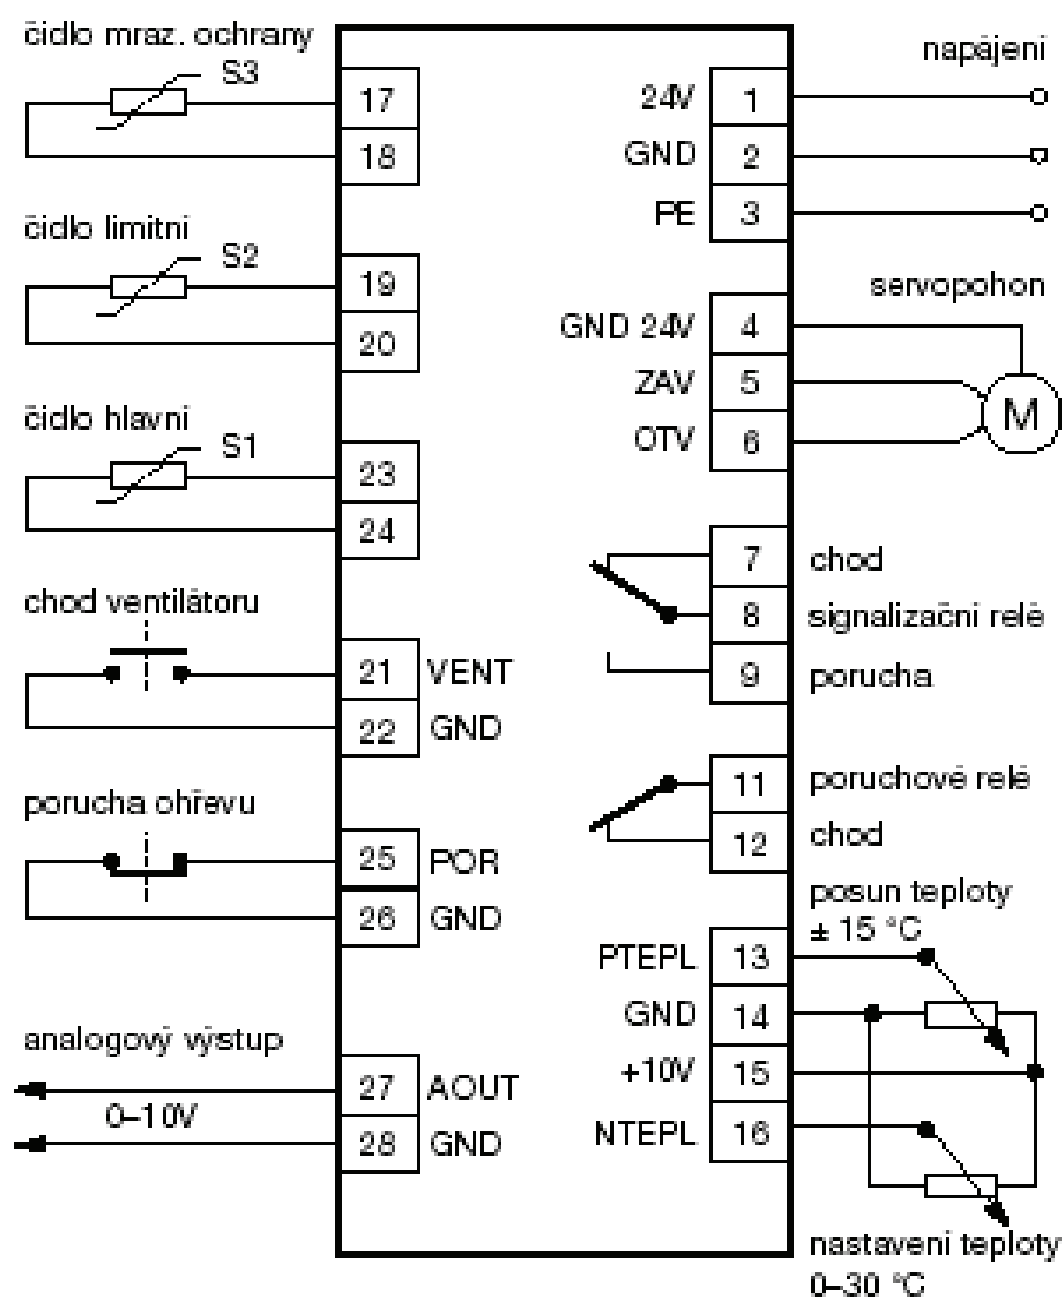 čidlo mraz. ochrany
S3
17
18
čidlo limitní
S2
19
20
čidlo hlavní
S1
23
24
chod ventilátoru
21 VENT
22 GND
porucha ohřevu
25 POR
26 GND
analogový výstup
27 AOUT
0–10V
28 GND
napájení
24V 1
GND 2
PE 3
servopohon
GND 24V 4
ZAV 5
OTV 6
M
7 chod
8 signalizační relé
9 porucha
11 poruchové relé
12 chod
posun teploty
± 15 °C
PTEPL 13
GND 14
+10V 15
NTEPL 16
nastavení teploty
0–30 °C